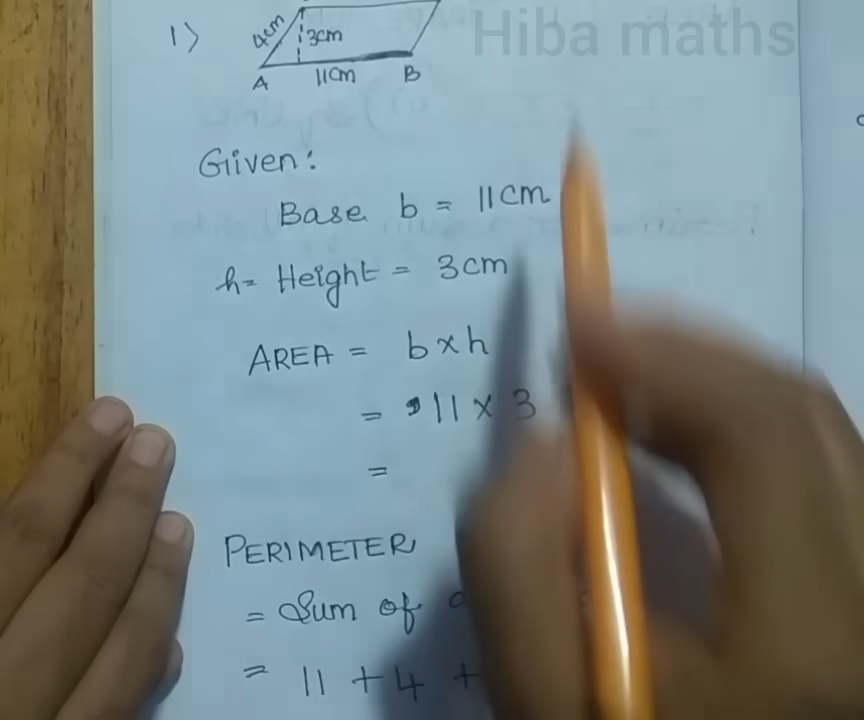 Hiba maths
1)
4cm
3cm
A 11cm B
Given:
Base b = 11cm
h= Height = 3cm
AREA = b×h
= 11 × 3
=
PERIMETER
= Sum of
= 11 + 4 +